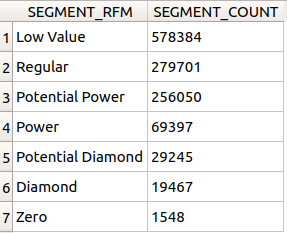 SEGMENT_RFM SEGMENT_COUNT
1 Low Value 578384
2 Regular 279701
3 Potential Power 256050
4 Power 69397
5 Potential Diamond 29245
6 Diamond 19467
7 Zero 1548